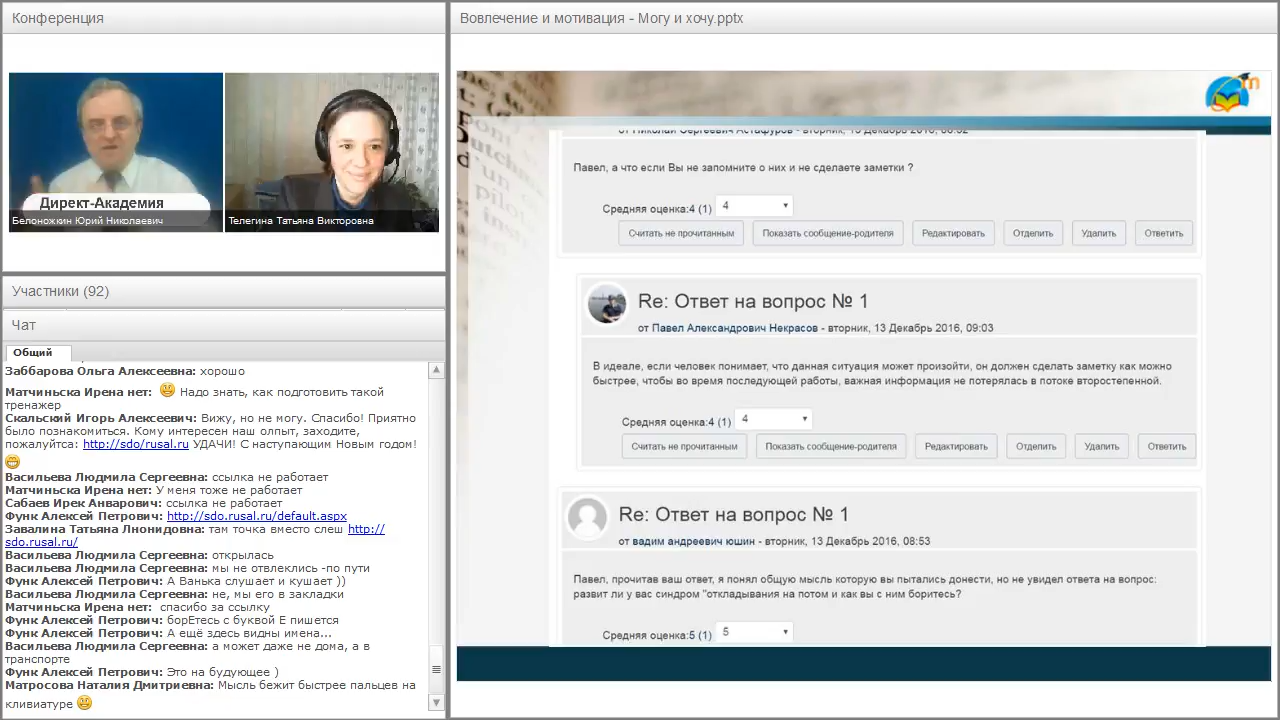 Конференция
Директ-Академия
Белоножкин Юрий Николаевич
Телегина Татьяна Викторовна
Участники (92)
Чат
Общий
Заббарова Ольга Алексеевна: хорошо
Матчиньска Ирена нет: Надо знать, как подготовить такой
тренажер
Скальский Игорь Алексеевич: Вижу, но не могу. Спасибо! Приятно
было познакомиться. Кому интересен наш олпыт, заходите,
пожалуйтса: http://sdo/rusal.ru УДАЧИ! С наступающим Новым годом!
Васильева Людмила Сергеевна: ссылка не работает
Матчиньска Ирена нет: У меня тоже не работает
Сабаев Ирек Анварович: ссылка не работает
Функ Алексей Петрович: http://sdo.rusal.ru/default.aspx
Завалина Татьяна Лнонидовна: там точка вместо слеш http://
sdo.rusal.ru/
Васильева Людмила Сергеевна: открылась
Васильева Людмила Сергеевна: мы не отвлеклись -по пути
Функ Алексей Петрович: А Ванька слушает и кушает ))
Васильева Людмила Сергеевна: не, мы его в закладки
Матчиньска Ирена нет: спасибо за ссылку
Функ Алексей Петрович: борЕтесь с буквой Е пишется
Функ Алексей Петрович: А ещё здесь видны имена...
Васильева Людмила Сергеевна: а может даже не дома, а в
транспорте
Функ Алексей Петрович: Это на будующее )
Матросова Наталия Дмитриевна: Мысль бежит быстрее пальцев на
кливиатуре
Вовлечение и мотивация - Могу и хочу.pptx
от Николай Сергеевич Астафуров - вторник, 13 Декабрь 2016,
Павел, а что если Вы не запомните о них и не сделаете заметки ?
Средняя оценка:4 (1) 4
Считать не прочитанным Показать сообщение-родителя Редактировать Отделить Удалить Ответить
Re: Ответ на вопрос № 1
от Павел Александрович Некрасов - вторник, 13 Декабрь 2016, 09:03
В идеале, если человек понимает, что данная ситуация может произойти, он должен сделать заметку как можно
быстрее, чтобы во время последующей работы, важная информация не потерялась в потоке второстепенной.
Средняя оценка:4 (1) 4
Считать не прочитанным Показать сообщение-родителя Редактировать Отделить Удалить Ответить
Re: Ответ на вопрос № 1
от вадим андреевич юшин - вторник, 13 Декабрь 2016, 08:53
Павел, прочитав ваш ответ, я понял общую мысль которую вы пытались донести, но не увидел ответа на вопрос:
развит ли у вас синдром "откладывания на потом и как вы с ним боритесь?
Средняя оценка:5 (1) 5